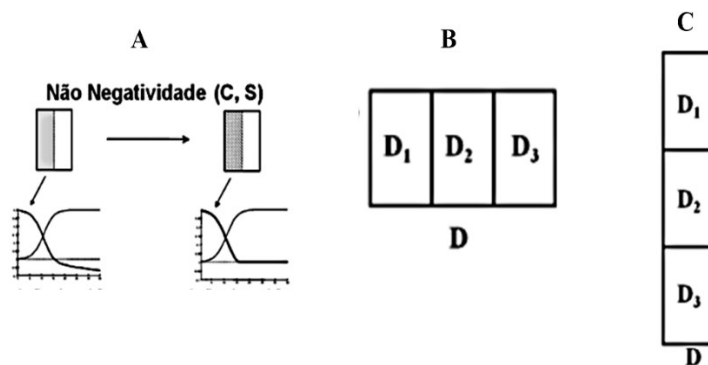 A
Não Negatividade (C, S)
B
D₁ D₂ D₃
D
C
D₁
D₂
D₃
D